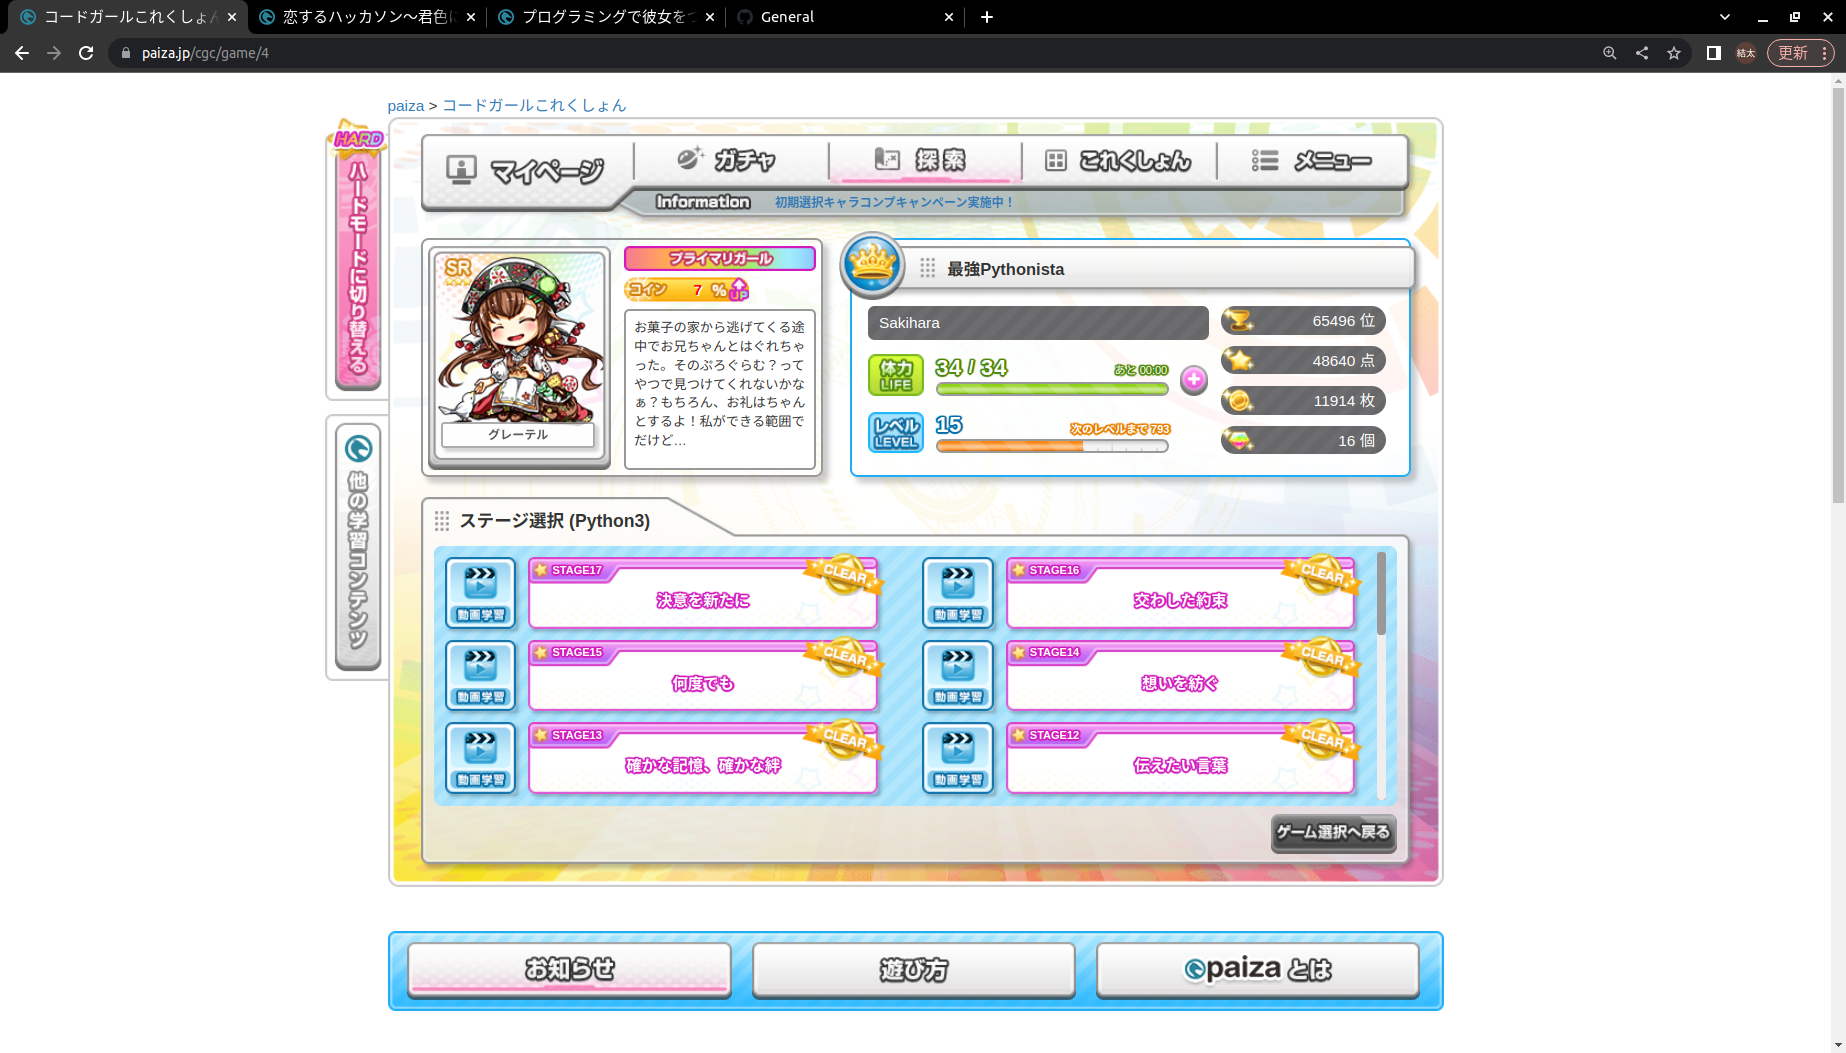 コードガールこれくしょん
恋するハッカソン〜君色に
プログラミングで彼女をつ
General
paiza.jp/cgc/game/4
結太
更新
paiza > コードガールこれくしょん
HARD
ハードモードに切り替える
他の学習コンテンツ
マイページ
ガチャ
探索
これくしょん
メニュー
Information
初期選択キャラコンプキャンペーン実施中！
SR
グレーテル
プライマリガール
コイン 7 % UP
お菓子の家から逃げてくる途
中でお兄ちゃんとはぐれちゃ
った。そのぷろぐらむ？って
やつで見つけてくれないかな
ぁ？もちろん、お礼はちゃん
とするよ！私ができる範囲で
だけど…
最強Pythonista
Sakihara
体力
LIFE
34 / 34
あと 00:00
レベル
LEVEL
15
次のレベルまで 793
65496 位
48640 点
11914 枚
16 個
ステージ選択 (Python3)
動画学習
STAGE17
CLEAR
決意を新たに
動画学習
STAGE16
CLEAR
交わした約束
動画学習
STAGE15
CLEAR
何度でも
動画学習
STAGE14
CLEAR
想いを紡ぐ
動画学習
STAGE13
CLEAR
確かな記憶、確かな絆
動画学習
STAGE12
CLEAR
伝えたい言葉
ゲーム選択へ戻る
お知らせ
遊び方
paiza とは